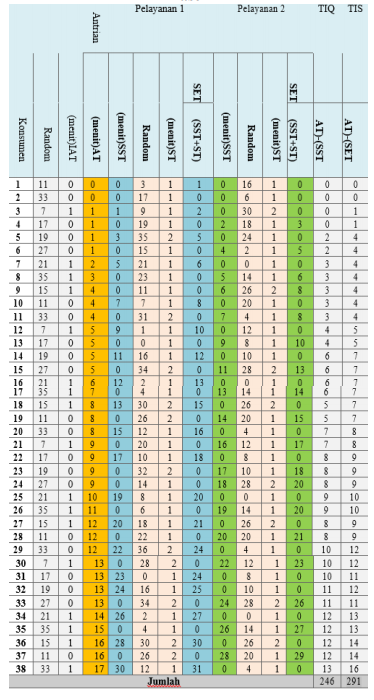 Pelayanan 1 Pelayanan 2 TIQ TIS
Antrian
SET SET
Konsumen Random (menit)IAT (menit)AT (menit)SST Random (menit)ST (SST+ST) (menit)SST Random (menit)ST (SST+ST) AT)-(SST AT)-(SET
1 11 0 0 0 3 1 1 0 16 1 0 0 0
2 33 0 0 0 17 1 0 0 6 1 0 0 0
3 7 1 1 1 9 1 2 0 30 2 0 0 1
4 17 0 1 0 19 1 0 2 18 1 3 0 1
5 19 0 1 3 35 2 5 0 24 1 0 2 4
6 27 0 1 0 15 1 0 4 2 1 5 2 4
7 21 1 2 5 21 1 6 0 0 1 0 3 4
8 35 1 3 0 23 1 0 5 14 1 6 3 4
9 15 1 4 0 11 1 0 6 26 2 8 3 4
10 11 0 4 7 7 1 8 0 20 1 0 3 4
11 33 0 4 0 31 2 0 7 4 1 8 3 4
12 7 1 5 9 1 1 10 0 12 1 0 4 5
13 17 0 5 0 0 1 0 9 8 1 10 4 5
14 19 0 5 11 16 1 12 0 10 1 0 6 7
15 27 0 5 0 34 2 0 11 28 2 13 6 7
16 21 1 6 12 2 1 13 0 0 1 0 6 7
17 35 1 7 0 4 1 0 13 14 1 14 6 7
18 15 1 8 13 30 2 15 0 26 2 0 5 7
19 11 0 8 0 26 2 0 14 20 1 15 5 7
20 33 0 8 15 12 1 16 0 4 1 0 7 8
21 7 1 9 0 20 1 0 16 12 1 17 7 8
22 17 0 9 17 10 1 18 0 8 1 0 8 9
23 19 0 9 0 32 2 0 17 10 1 18 8 9
24 27 0 9 0 14 1 0 18 28 2 20 8 9
25 21 1 10 19 8 1 20 0 0 1 0 9 10
26 35 1 11 0 6 1 0 19 14 1 20 9 10
27 15 1 12 20 18 1 21 0 26 2 0 8 9
28 11 0 12 0 22 1 0 20 20 1 21 8 9
29 33 0 12 22 36 2 24 0 4 1 0 10 12
30 7 1 13 0 28 2 0 22 12 1 23 10 12
31 17 0 13 23 0 1 24 0 8 1 0 10 11
32 19 0 13 24 16 1 25 0 10 1 0 11 12
33 27 0 13 0 34 2 0 24 28 2 26 11 11
34 21 1 14 26 2 1 27 0 0 1 0 12 13
35 35 1 15 0 4 1 0 26 14 1 27 12 13
36 15 1 16 28 30 2 30 0 26 2 0 12 14
37 11 0 16 0 26 2 0 28 20 1 29 12 14
38 33 1 17 30 12 1 31 0 4 1 0 13 16
Jumlah 246 291